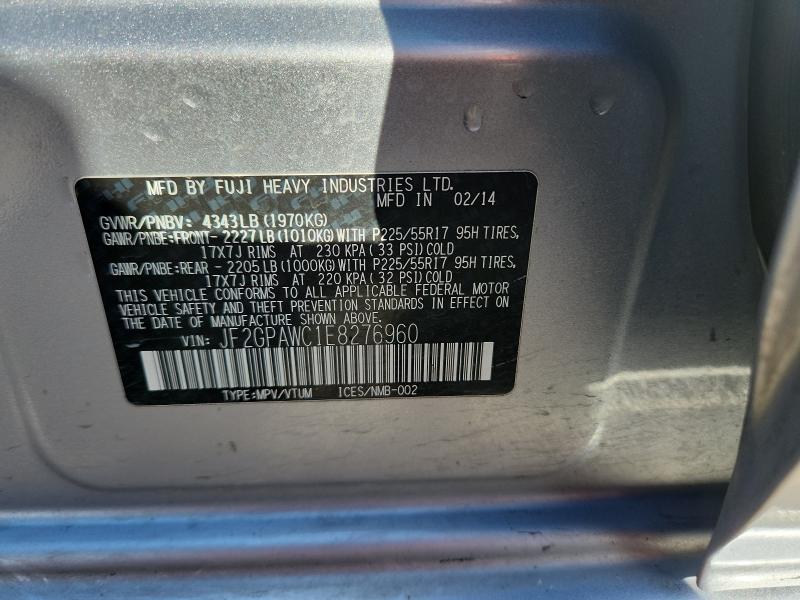 MFD BY FUJI HEAVY INDUSTRIES LTD.
MFD IN 02/14
GVWR/PNBV: 4343LB(1970KG)
GAWR/PNBE:FRONT- 2227LB(1010KG)WITH P225/55R17 95H TIRES,
17X7J RIMS AT 230 KPA(33 PSI)COLD
GAWR/PNBE:REAR - 2205LB(1000KG)WITH P225/55R17 95H TIRES,
17X7J RIMS AT 220 KPA(32 PSI)COLD
THIS VEHICLE CONFORMS TO ALL APPLICABLE FEDERAL MOTOR
VEHICLE SAFETY AND THEFT PREVENTION STANDARDS IN EFFECT ON
THE DATE OF MANUFACTURE SHOWN ABOVE.
VIN: JF2GPAWC1E8276960
TYPE:MPV/VTUM ICES/NMB-002